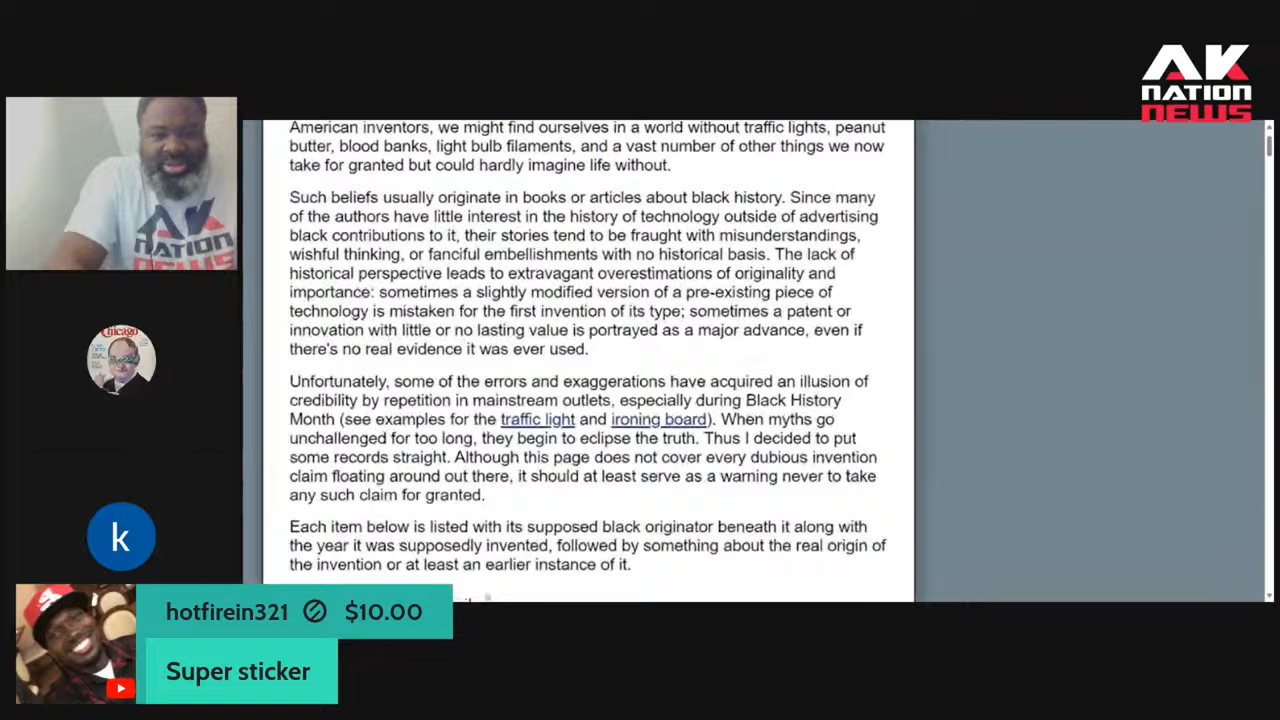 AK
NATION
NEWS
American inventors, we might find ourselves in a world without traffic lights, peanut
butter, blood banks, light bulb filaments, and a vast number of other things we now
take for granted but could hardly imagine life without.
Such beliefs usually originate in books or articles about black history. Since many
of the authors have little interest in the history of technology outside of advertising
black contributions to it, their stories tend to be fraught with misunderstandings,
wishful thinking, or fanciful embellishments with no historical basis. The lack of
historical perspective leads to extravagant overestimations of originality and
importance: sometimes a slightly modified version of a pre-existing piece of
technology is mistaken for the first invention of its type; sometimes a patent or
innovation with little or no lasting value is portrayed as a major advance, even if
there's no real evidence it was ever used.
Unfortunately, some of the errors and exaggerations have acquired an illusion of
credibility by repetition in mainstream outlets, especially during Black History
Month (see examples for the traffic light and ironing board). When myths go
unchallenged for too long, they begin to eclipse the truth. Thus I decided to put
some records straight. Although this page does not cover every dubious invention
claim floating around out there, it should at least serve as a warning never to take
any such claim for granted.
Each item below is listed with its supposed black originator beneath it along with
the year it was supposedly invented, followed by something about the real origin of
the invention or at least an earlier instance of it.
AK
NATION
NEWS
Chicago
k
hotfirein321 $10.00
Super sticker